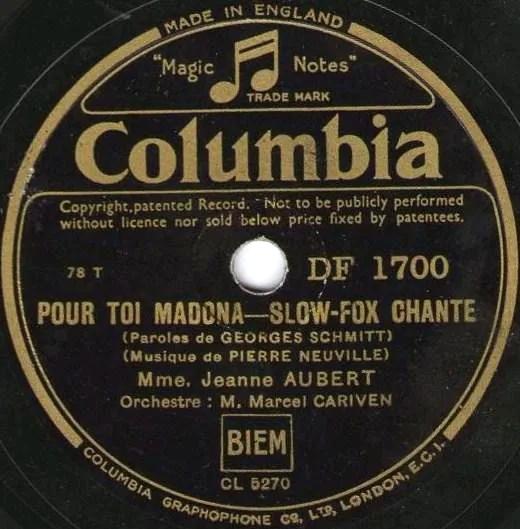 MADE IN ENGLAND
"Magic Notes"
TRADE MARK
Columbia
Copyright, patented Record. Not to be publicly performed
without licence nor sold below price fixed by patentees.
78 T
DF 1700
POUR TOI MADONA—SLOW-FOX CHANTE
(Paroles de GEORGES SCHMITT)
(Musique de PIERRE NEUVILLE)
Mme. Jeanne AUBERT
Orchestre : M. Marcel CARIVEN
BIEM
CL 5270
COLUMBIA GRAPHOPHONE Co, LTD, LONDON, E.C.I.